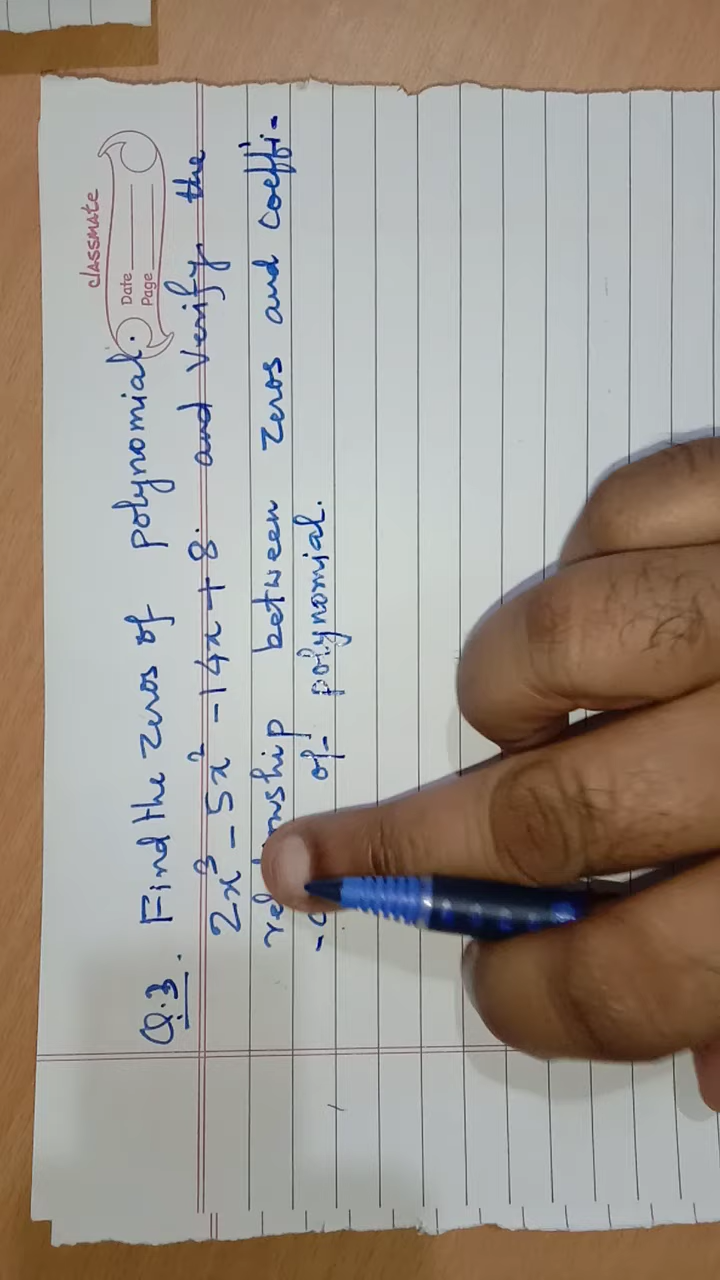 classmate
Date
Page
Q.3. Find the zeros of polynomial.
2x³ - 5x² - 14x + 8. and Verify the
between zeros and coeffi-
of polynomial.